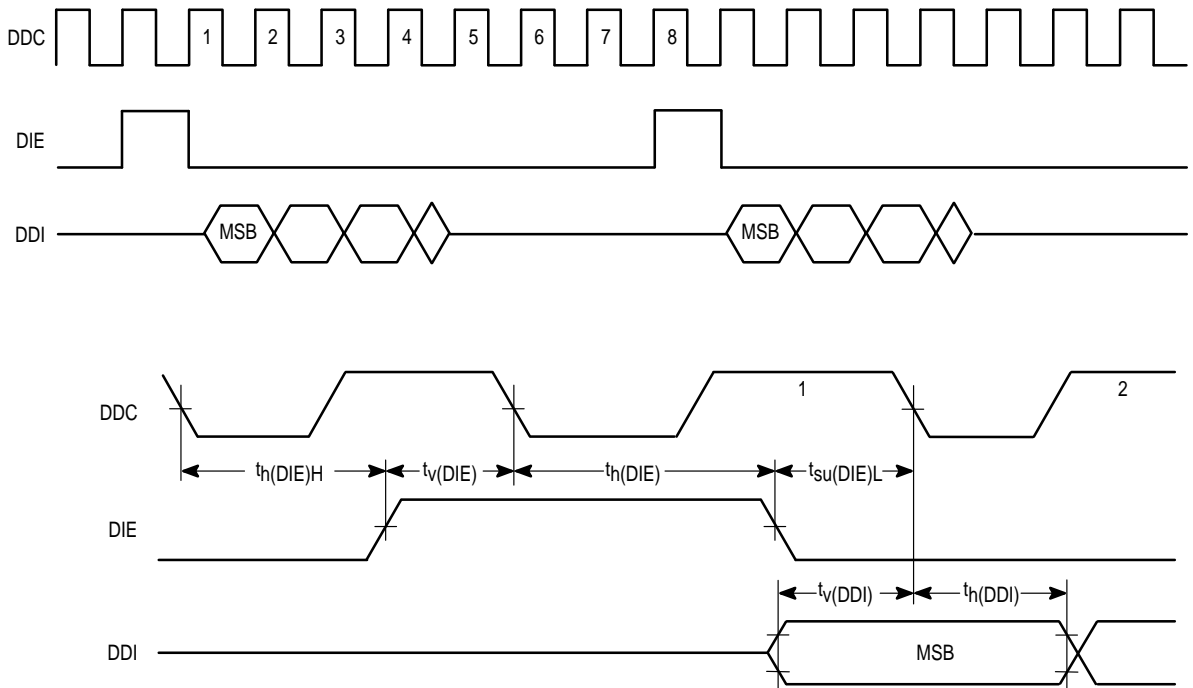 DDC 1 2 3 4 5 6 7 8
DIE
DDI MSB MSB
DDC 1 2
th(DIE)H tv(DIE) th(DIE) tsu(DIE)L
DIE
tv(DDI) th(DDI)
DDI MSB